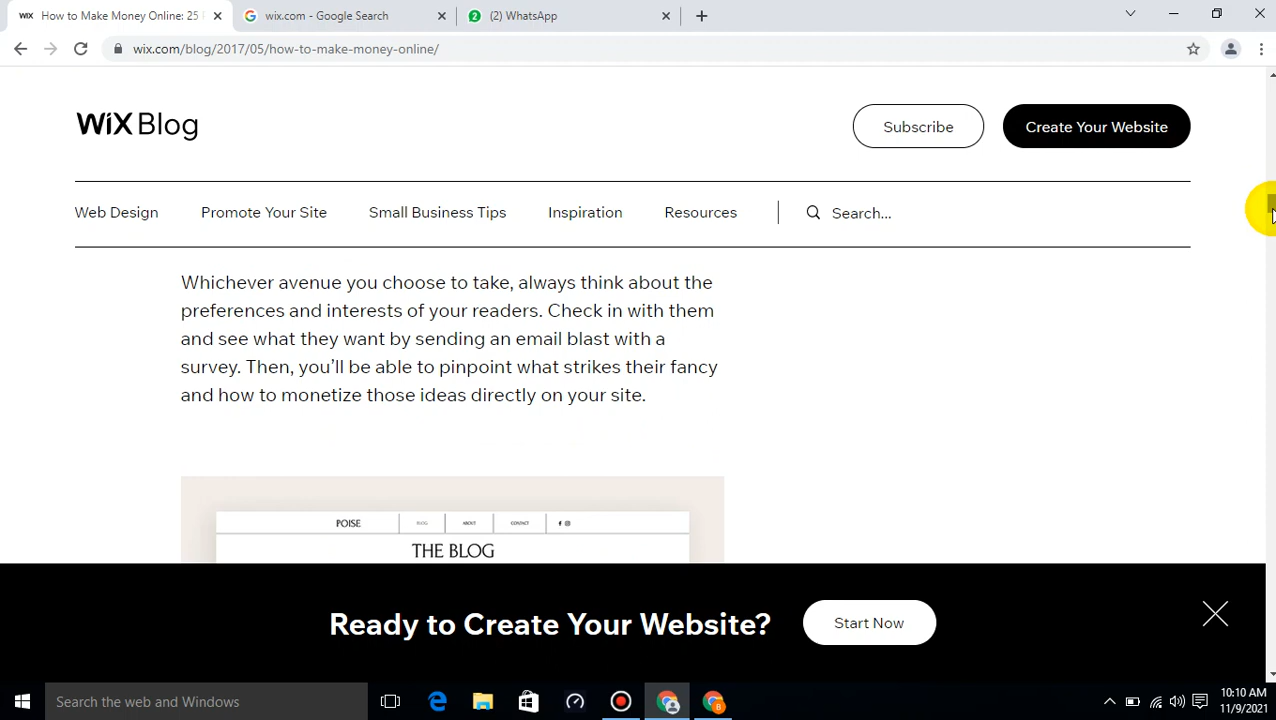 WIX How to Make Money Online: 25
wix.com - Google Search
2 (2) WhatsApp
wix.com/blog/2017/05/how-to-make-money-online/
WiX Blog
Subscribe
Create Your Website
Web Design
Promote Your Site
Small Business Tips
Inspiration
Resources
Search...
Whichever avenue you choose to take, always think about the
preferences and interests of your readers. Check in with them
and see what they want by sending an email blast with a
survey. Then, you'll be able to pinpoint what strikes their fancy
and how to monetize those ideas directly on your site.
POISE
BLOG
ABOUT
CONTACT
THE BLOG
Ready to Create Your Website?
Start Now
Search the web and Windows
B
10:10 AM
11/9/2021